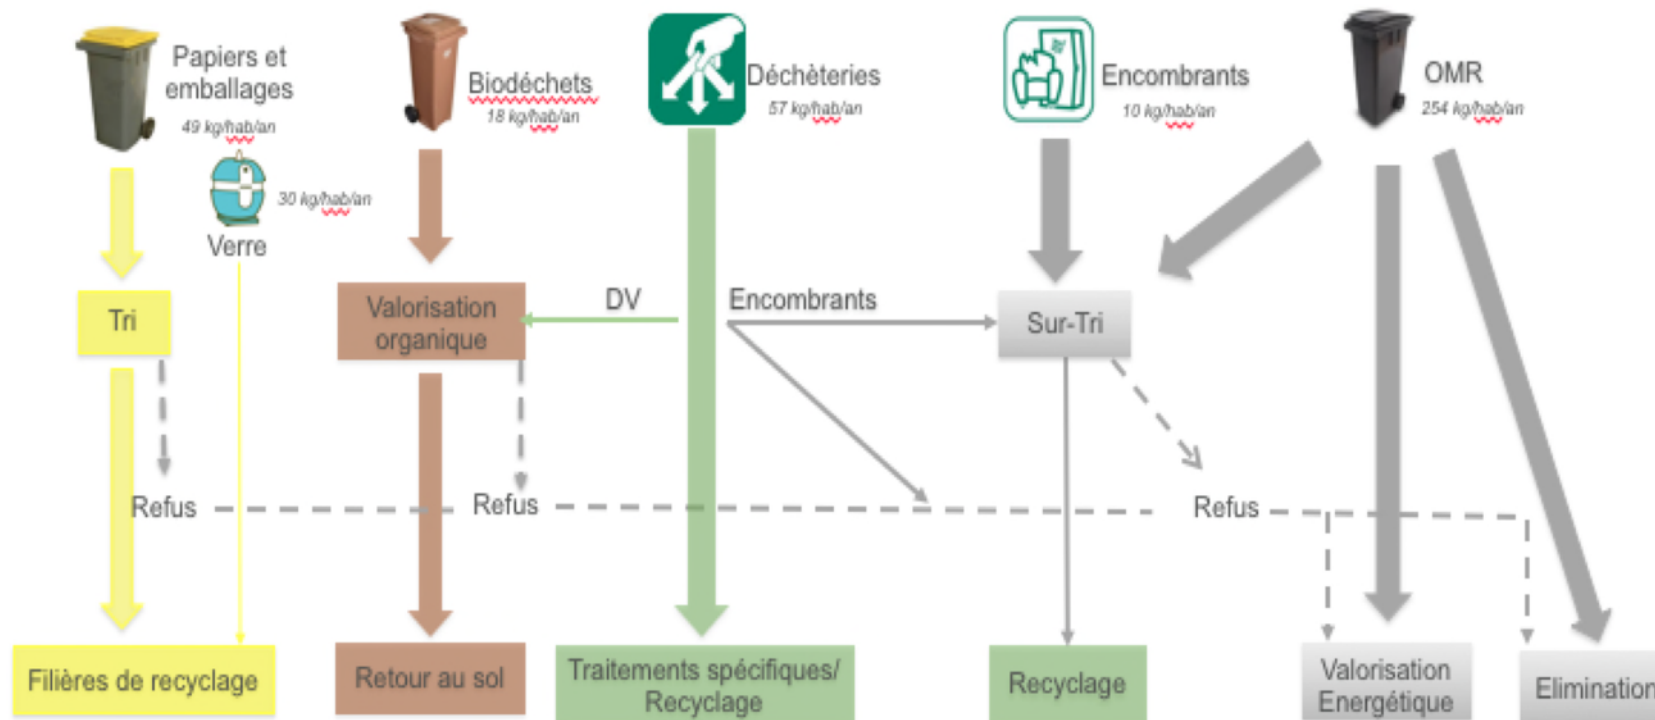 Papiers et
emballages
49 kg/hab/an
Biodéchets
18 kg/hab/an
Déchèteries
57 kg/hab/an
Encombrants
10 kg/hab/an
OMR
254 kg/hab/an
30 kg/hab/an
Verre
Tri
Valorisation
organique
DV
Encombrants
Sur-Tri
Refus
Refus
Refus
Filières de recyclage
Retour au sol
Traitements spécifiques/
Recyclage
Recyclage
Valorisation
Energétique
Elimination